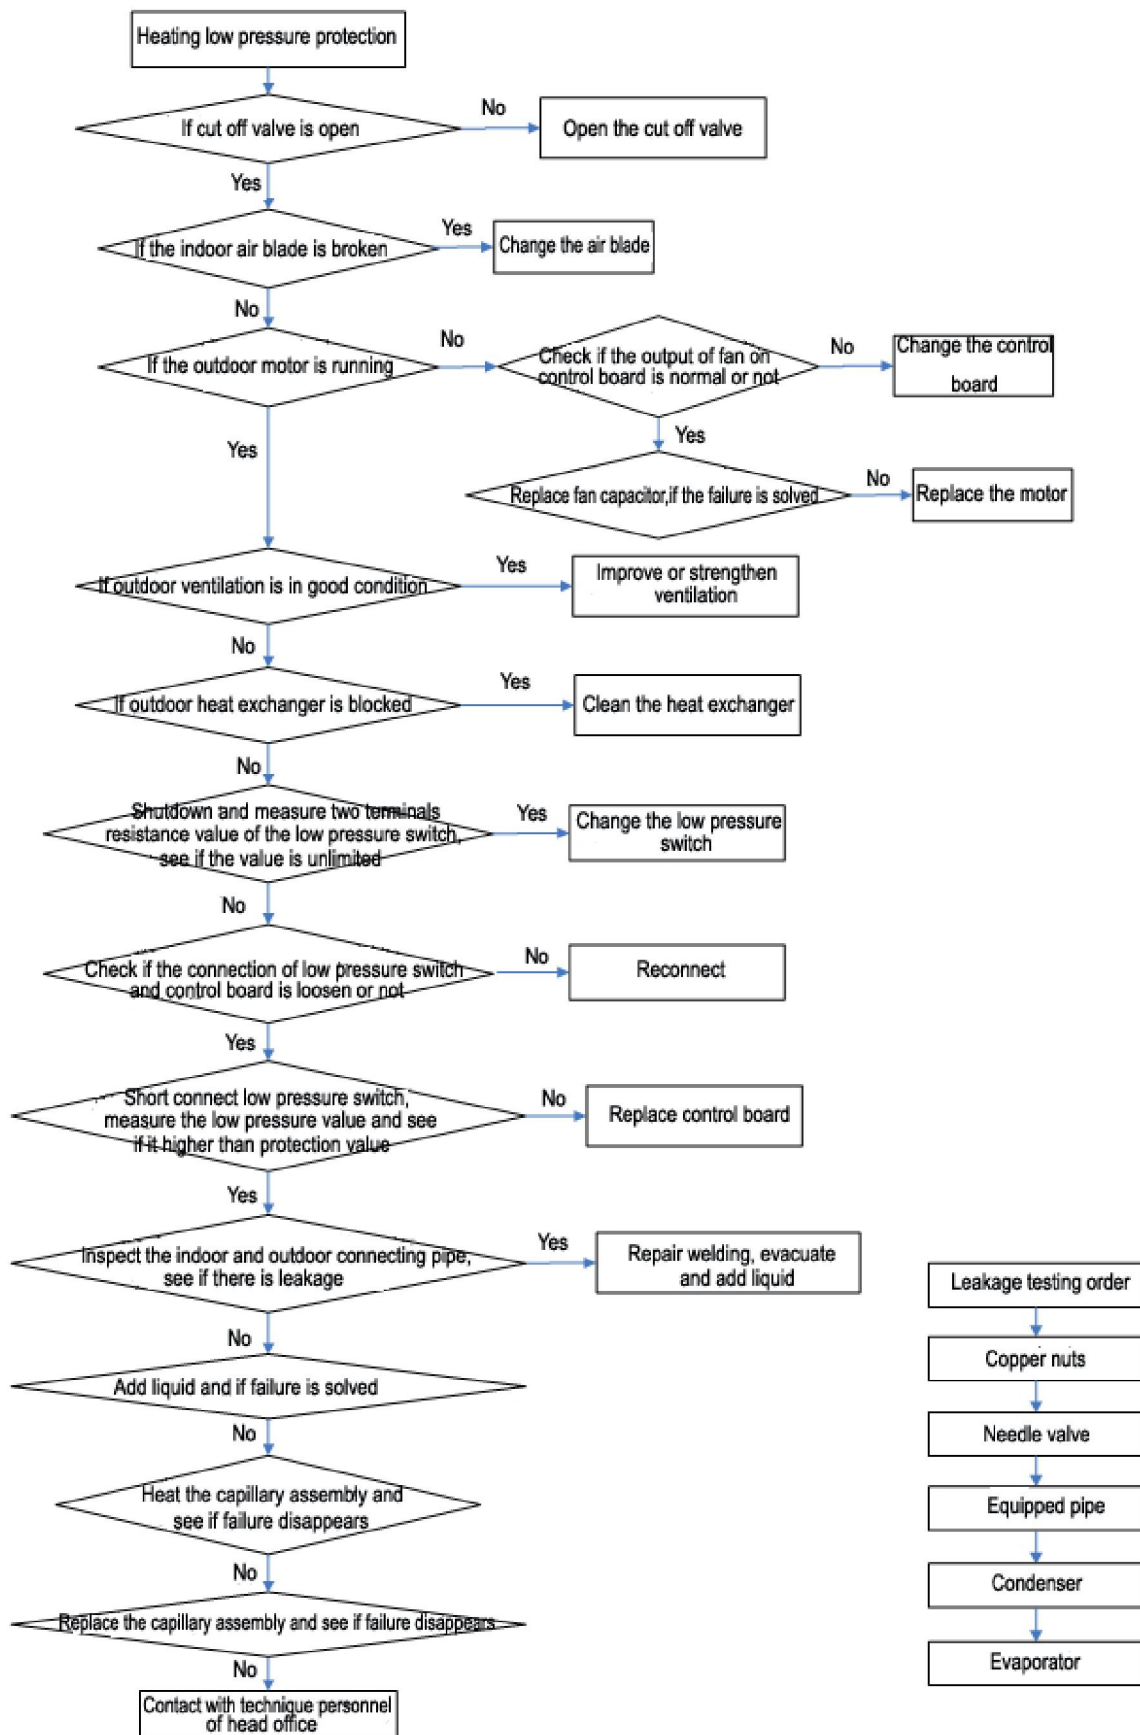 Heating low pressure protection
If cut off valve is open
No
Open the cut off valve
Yes
If the indoor air blade is broken
Yes
Change the air blade
No
If the outdoor motor is running
No
Check if the output of fan on
control board is normal or not
No
Change the control
board
Yes
Yes
Replace fan capacitor,if the failure is solved
No
Replace the motor
If outdoor ventilation is in good condition
Yes
Improve or strengthen
ventilation
No
If outdoor heat exchanger is blocked
Yes
Clean the heat exchanger
No
Shutdown and measure two terminals
resistance value of the low pressure switch,
see if the value is unlimited
Yes
Change the low pressure
switch
No
Check if the connection of low pressure switch
and control board is loosen or not
No
Reconnect
Yes
Short connect low pressure switch,
measure the low pressure value and see
if it higher than protection value
No
Replace control board
Yes
Inspect the indoor and outdoor connecting pipe,
see if there is leakage
Yes
Repair welding, evacuate
and add liquid
No
Add liquid and if failure is solved
No
Heat the capillary assembly and
see if failure disappears
No
Replace the capillary assembly and see if failure disappears
No
Contact with technique personnel
of head office
Leakage testing order
Copper nuts
Needle valve
Equipped pipe
Condenser
Evaporator